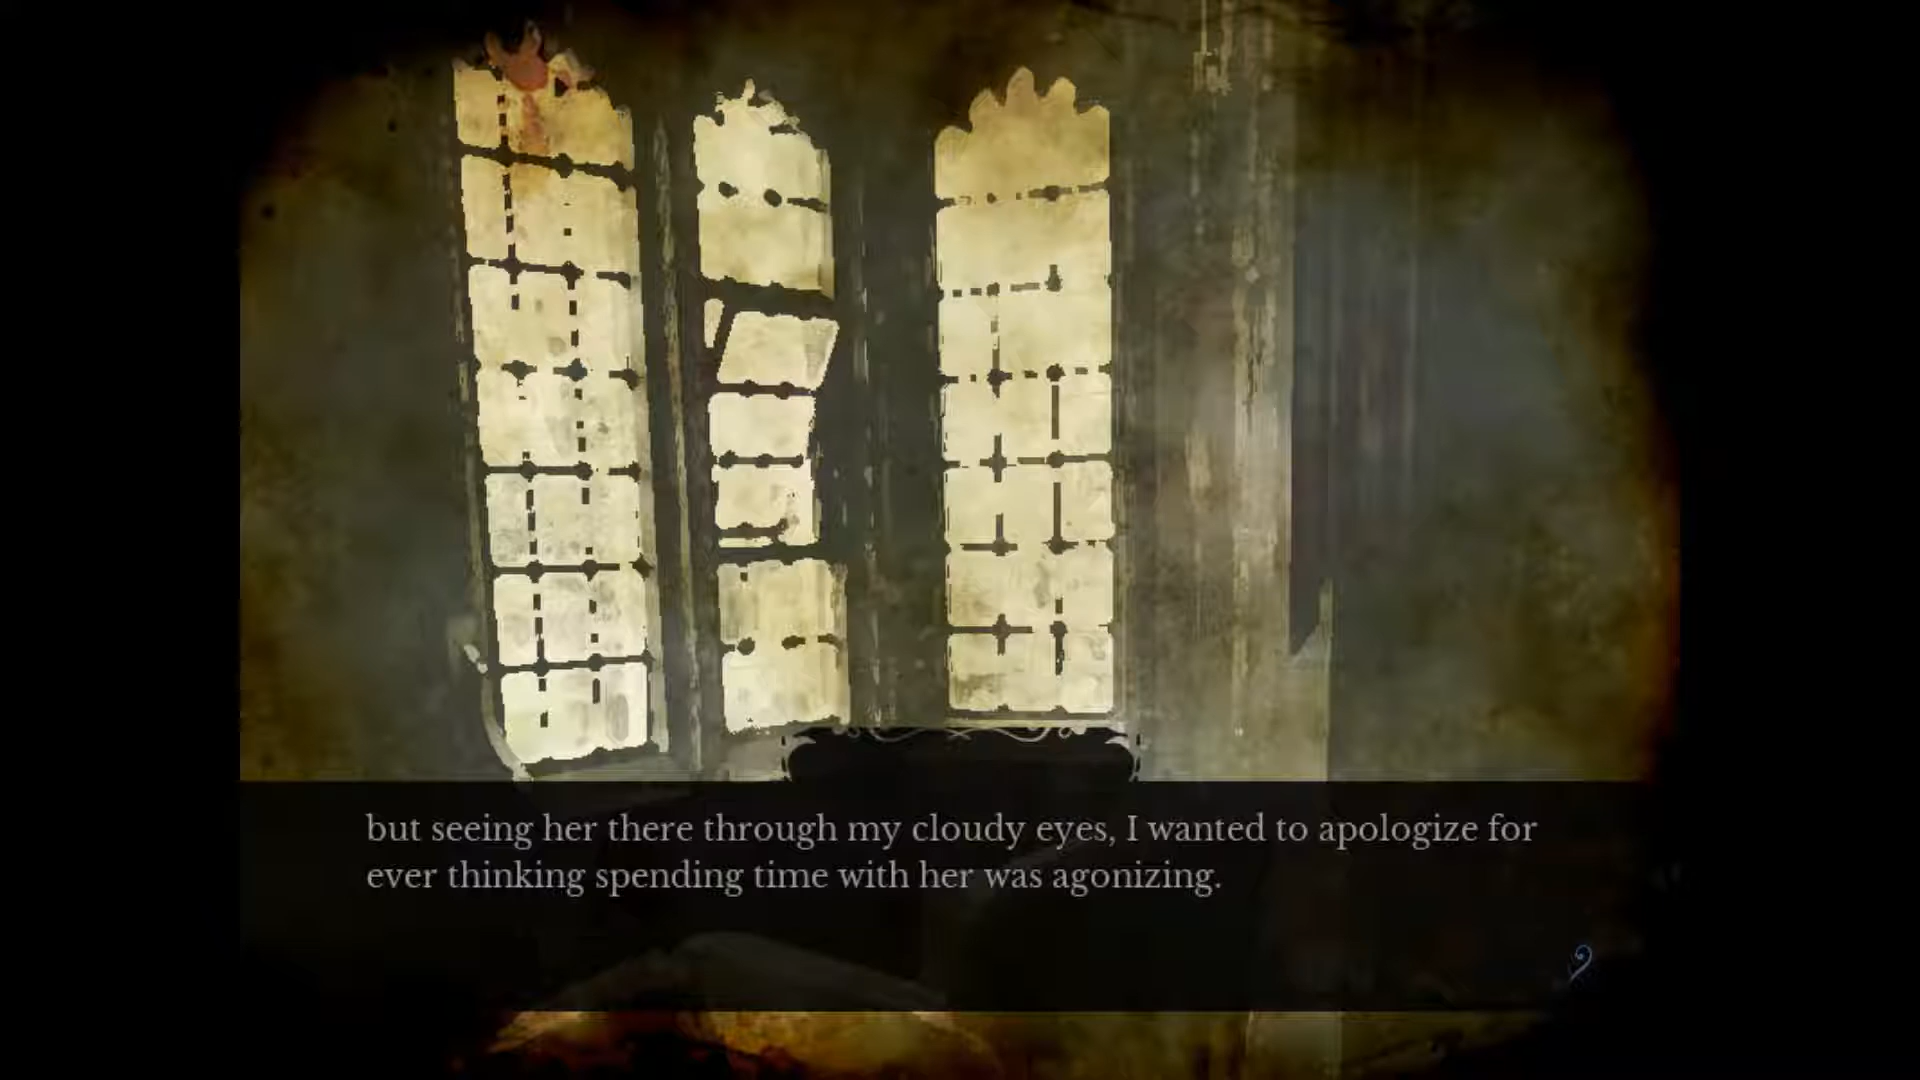 but seeing her there through my cloudy eyes, I wanted to apologize for
ever thinking spending time with her was agonizing.